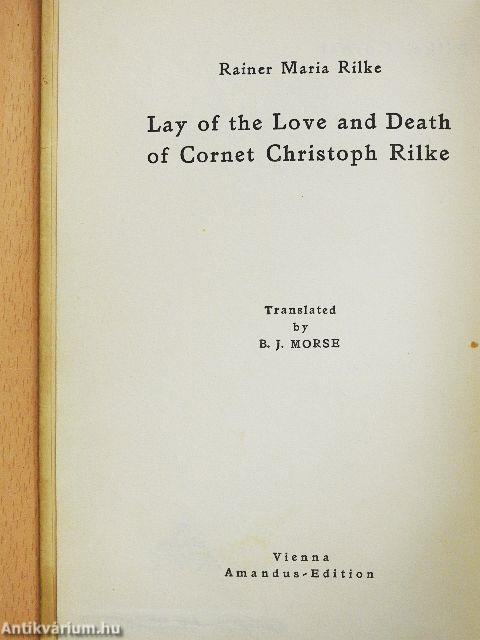 Rainer Maria Rilke
Lay of the Love and Death
of Cornet Christoph Rilke
Translated
by
B. J. MORSE
Vienna
Amandus-Edition
Antikvárium.hu